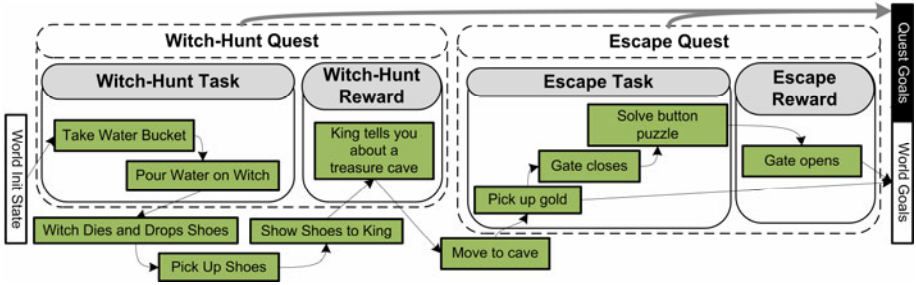 Witch-Hunt Quest
Witch-Hunt Task
Witch-Hunt
Reward
Take Water Bucket
Pour Water on Witch
King tells you
about a
treasure cave
World Init State
Witch Dies and Drops Shoes
Pick Up Shoes
Show Shoes to King
Move to cave
Escape Quest
Escape Task
Escape
Reward
Solve button
puzzle
Gate closes
Pick up gold
Gate opens
Quest Goals
World Goals